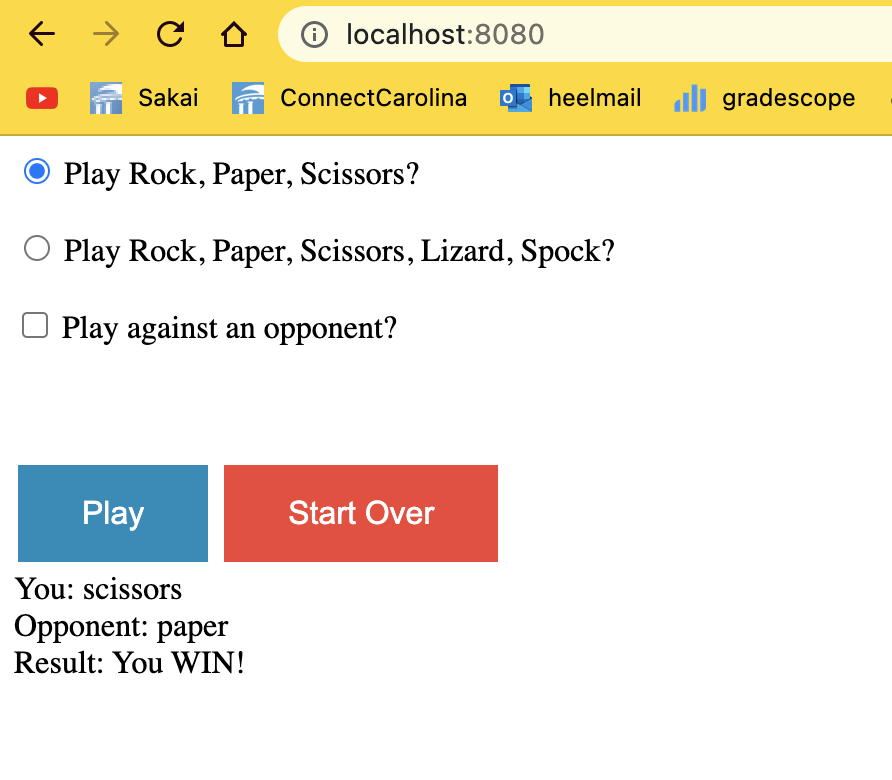 localhost:8080
Sakai ConnectCarolina heelmail gradescope
Play Rock, Paper, Scissors?
Play Rock, Paper, Scissors, Lizard, Spock?
Play against an opponent?
Play Start Over
You: scissors
Opponent: paper
Result: You WIN!